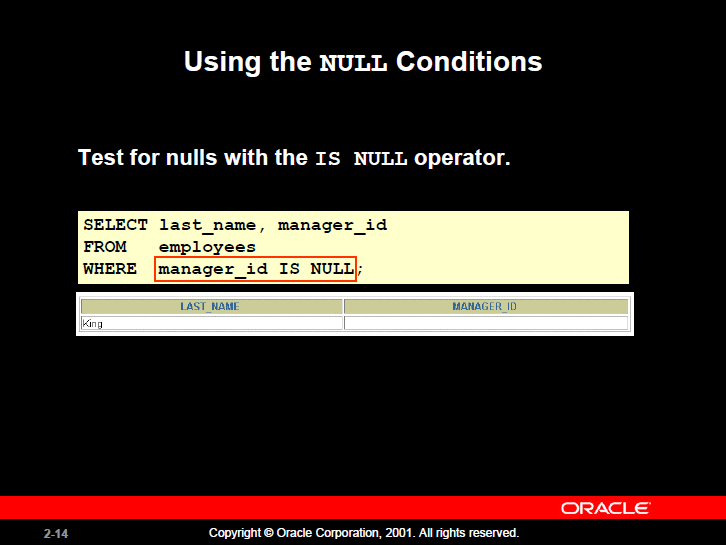 Using the NULL Conditions
Test for nulls with the IS NULL operator.
SELECT last_name, manager_id
FROM   employees
WHERE  manager_id IS NULL;
LAST_NAME MANAGER_ID
King
ORACLE®
2-14 Copyright © Oracle Corporation, 2001. All rights reserved.